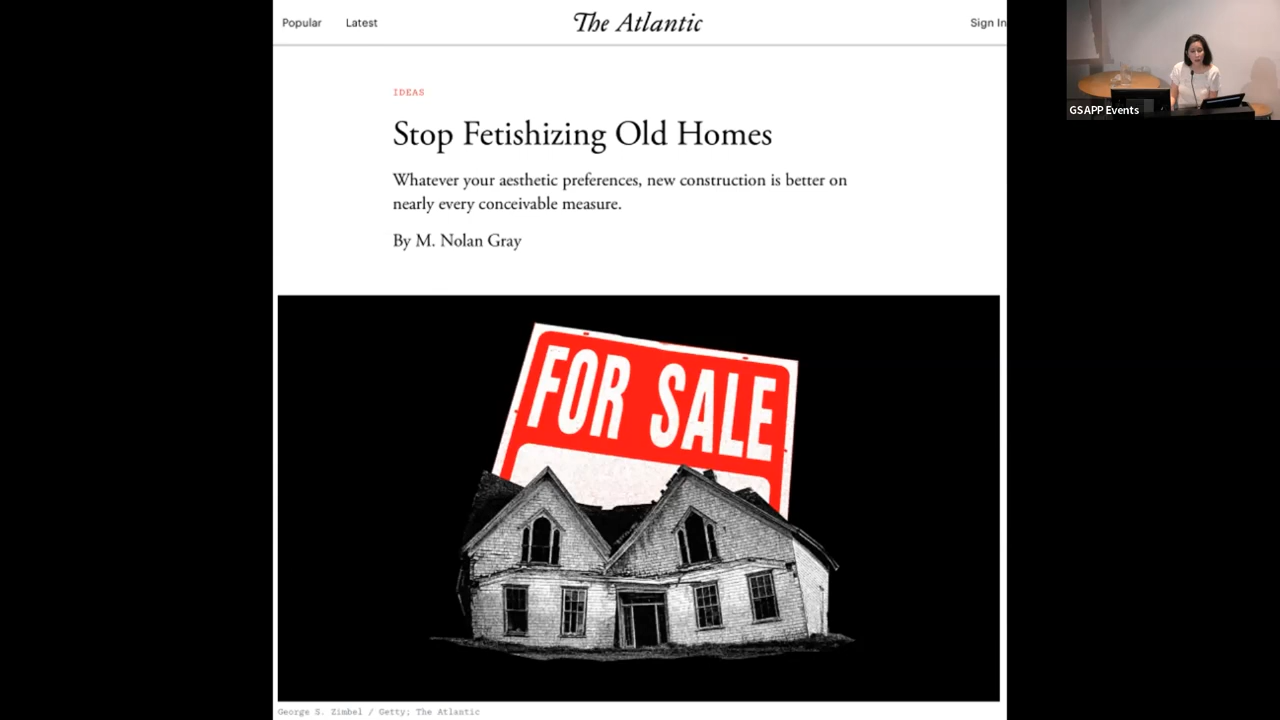 Popular
Latest
The Atlantic
Sign In
GSAPP Events
IDEAS
Stop Fetishizing Old Homes
Whatever your aesthetic preferences, new construction is better on
nearly every conceivable measure.
By M. Nolan Gray
FOR SALE
George S. Zimbel / Getty; The Atlantic